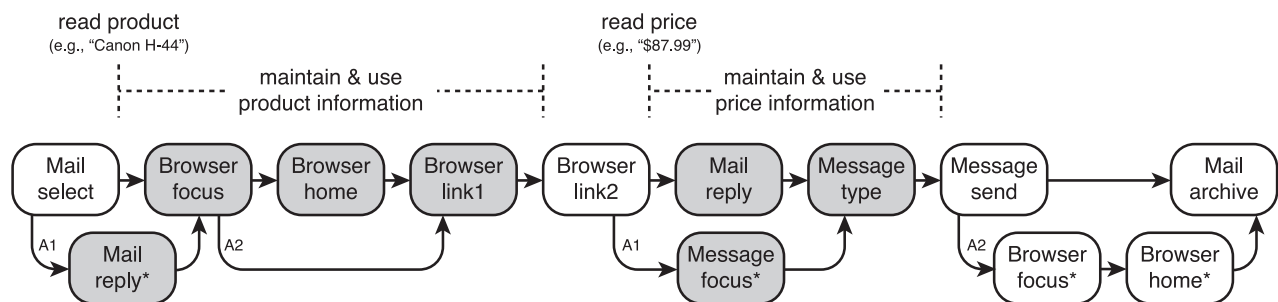 read product
(e.g., “Canon H-44”)
read price
(e.g., “$87.99”)
maintain & use
product information
maintain & use
price information
Mail
select
Browser
focus
Browser
home
Browser
link1
Browser
link2
Mail
reply
Message
type
Message
send
Mail
archive
A1
Mail
reply*
A2
A1
Message
focus*
A2
Browser
focus*
Browser
home*